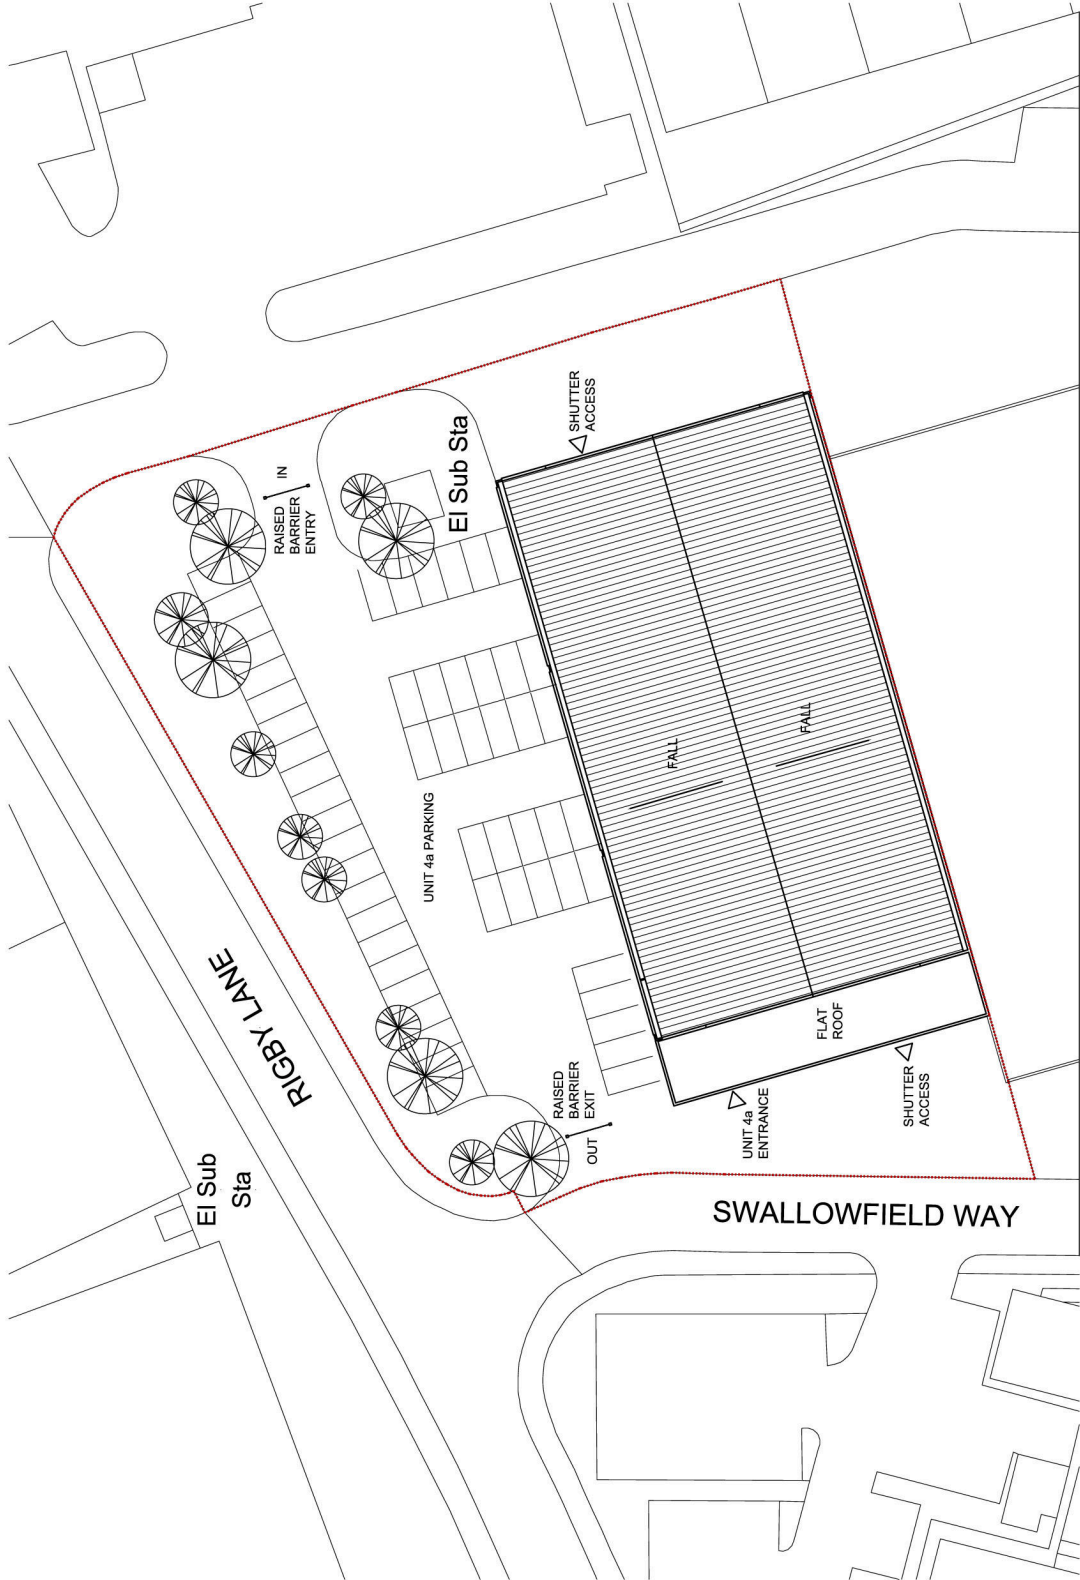 IN
RAISED
BARRIER
ENTRY
El Sub Sta
SHUTTER
ACCESS
FALL
FALL
UNIT 4a PARKING
RIGBY LANE
El Sub
Sta
FLAT
ROOF
RAISED
BARRIER
EXIT
OUT
UNIT 4a
ENTRANCE
SHUTTER
ACCESS
SWALLOWFIELD WAY